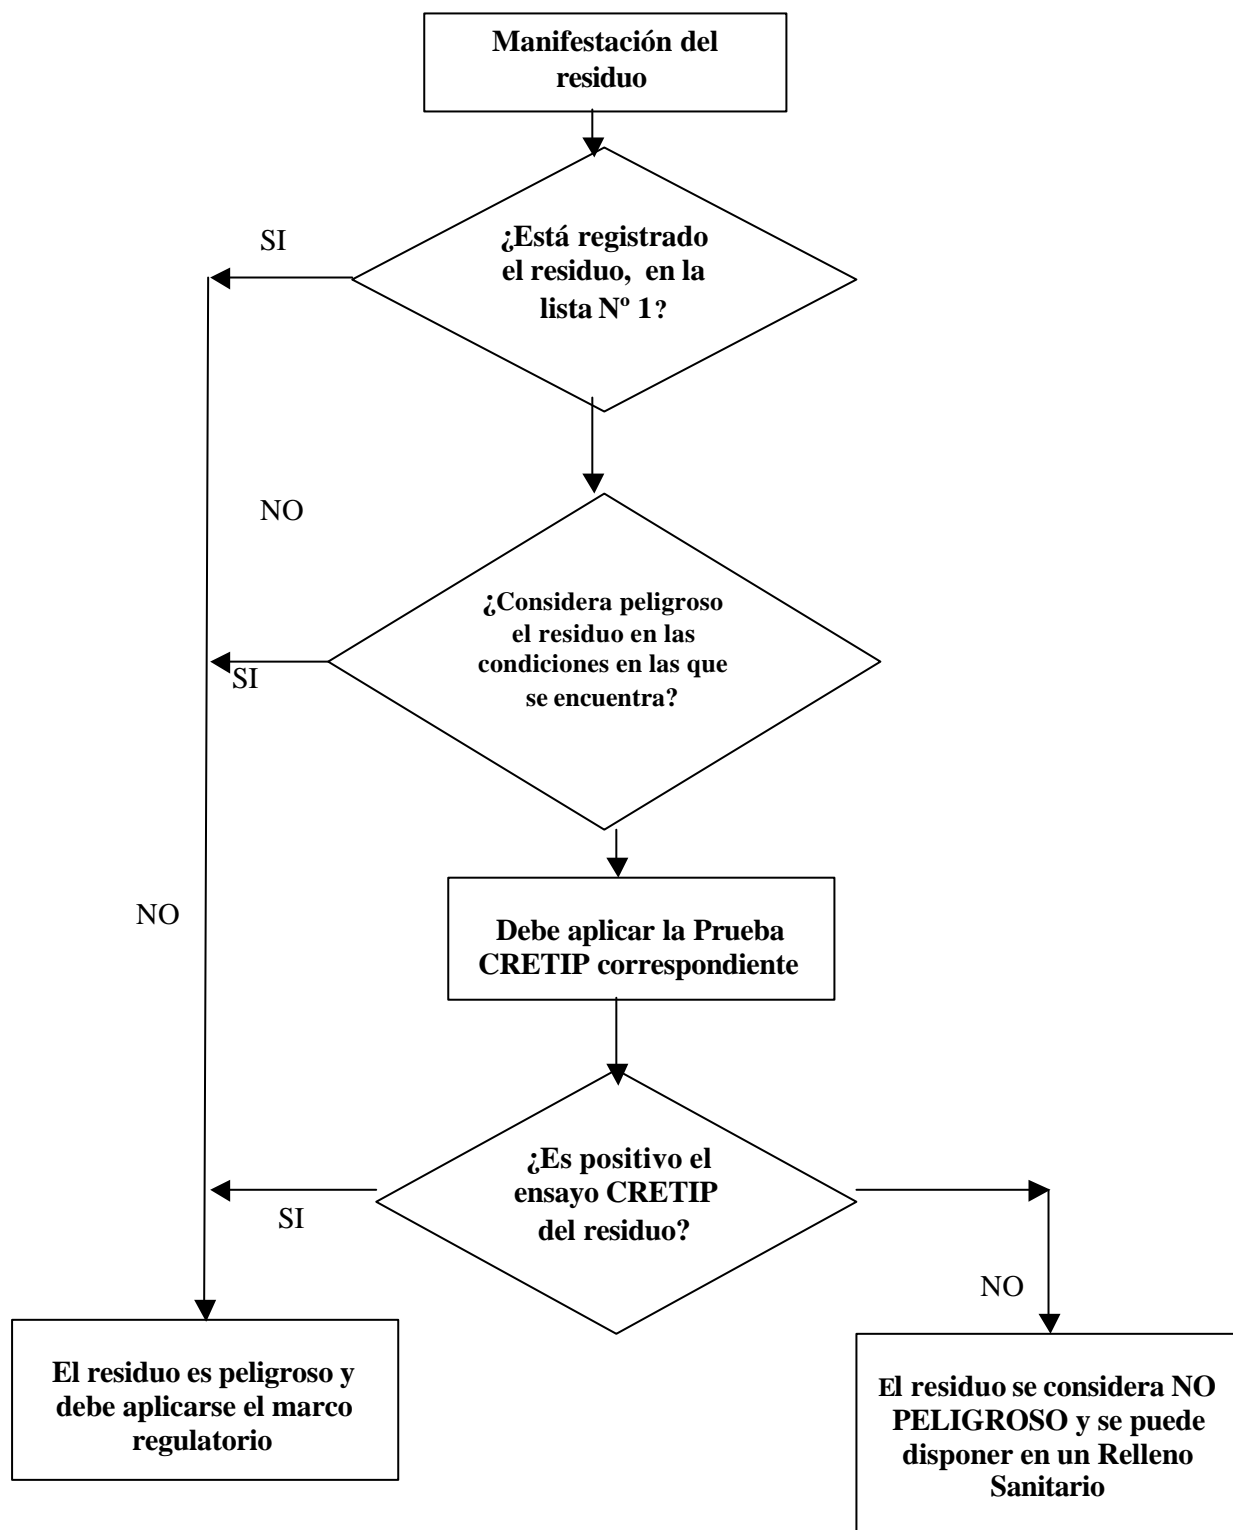 Manifestación del
residuo
SI
¿Está registrado
el residuo, en la
lista Nº 1?
NO
¿Considera peligroso
el residuo en las
condiciones en las que
se encuentra?
SI
NO
Debe aplicar la Prueba
CRETIP correspondiente
¿Es positivo el
ensayo CRETIP
del residuo?
SI
NO
El residuo es peligroso y
debe aplicarse el marco
regulatorio
El residuo se considera NO
PELIGROSO y se puede
disponer en un Relleno
Sanitario